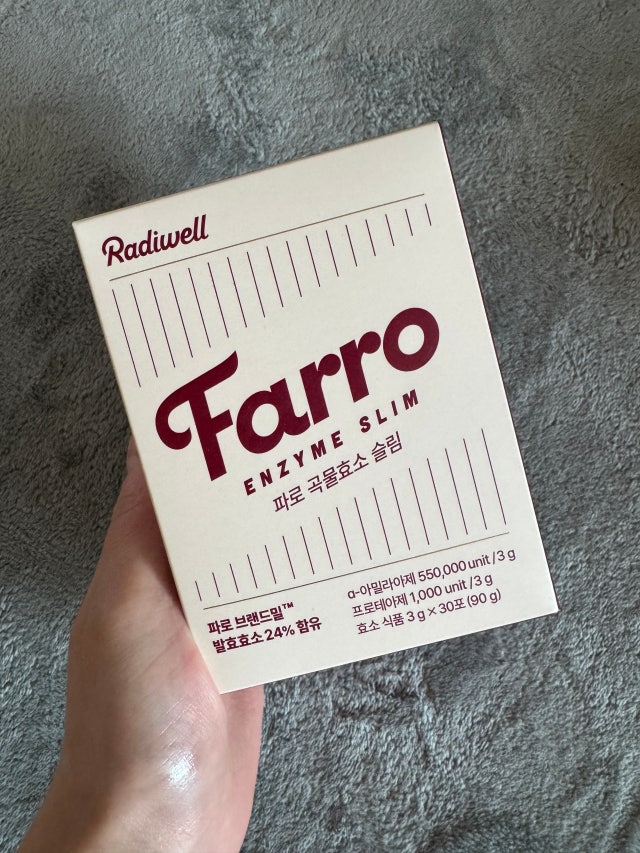 Radiwell
Farro
ENZYME SLIM
파로 곡물효소 슬림
파로 브랜드밀™
발효효소 24% 함유
α-아밀라아제 550,000 unit / 3 g
프로테아제 1,000 unit / 3 g
효소 식품 3 g × 30포 (90 g)